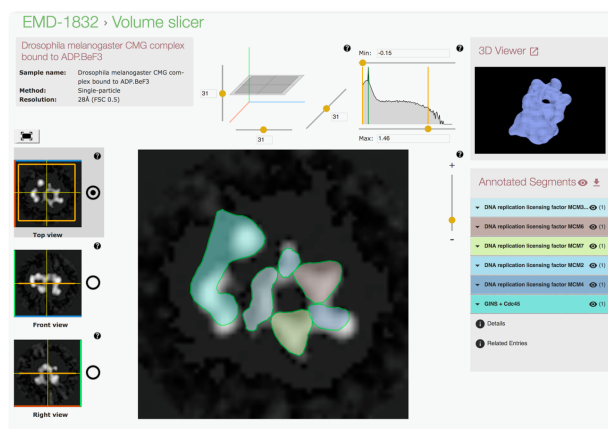 EMD-1832 › Volume slicer
Drosophila melanogaster CMG complex
bound to ADP.BeF3
Sample name: Drosophila melanogaster CMG com-
plex bound to ADP.BeF3
Method: Single-particle
Resolution: 28Å (FSC 0.5)
31
31
31
Min: -0.15
Max: 1.46
3D Viewer
Top view
Front view
Right view
+
-
Annotated Segments
DNA replication licensing factor MCM3... (1)
DNA replication licensing factor MCM6 (1)
DNA replication licensing factor MCM7 (1)
DNA replication licensing factor MCM2 (1)
DNA replication licensing factor MCM4 (1)
GINS + Cdc45 (1)
Details
Related Entries